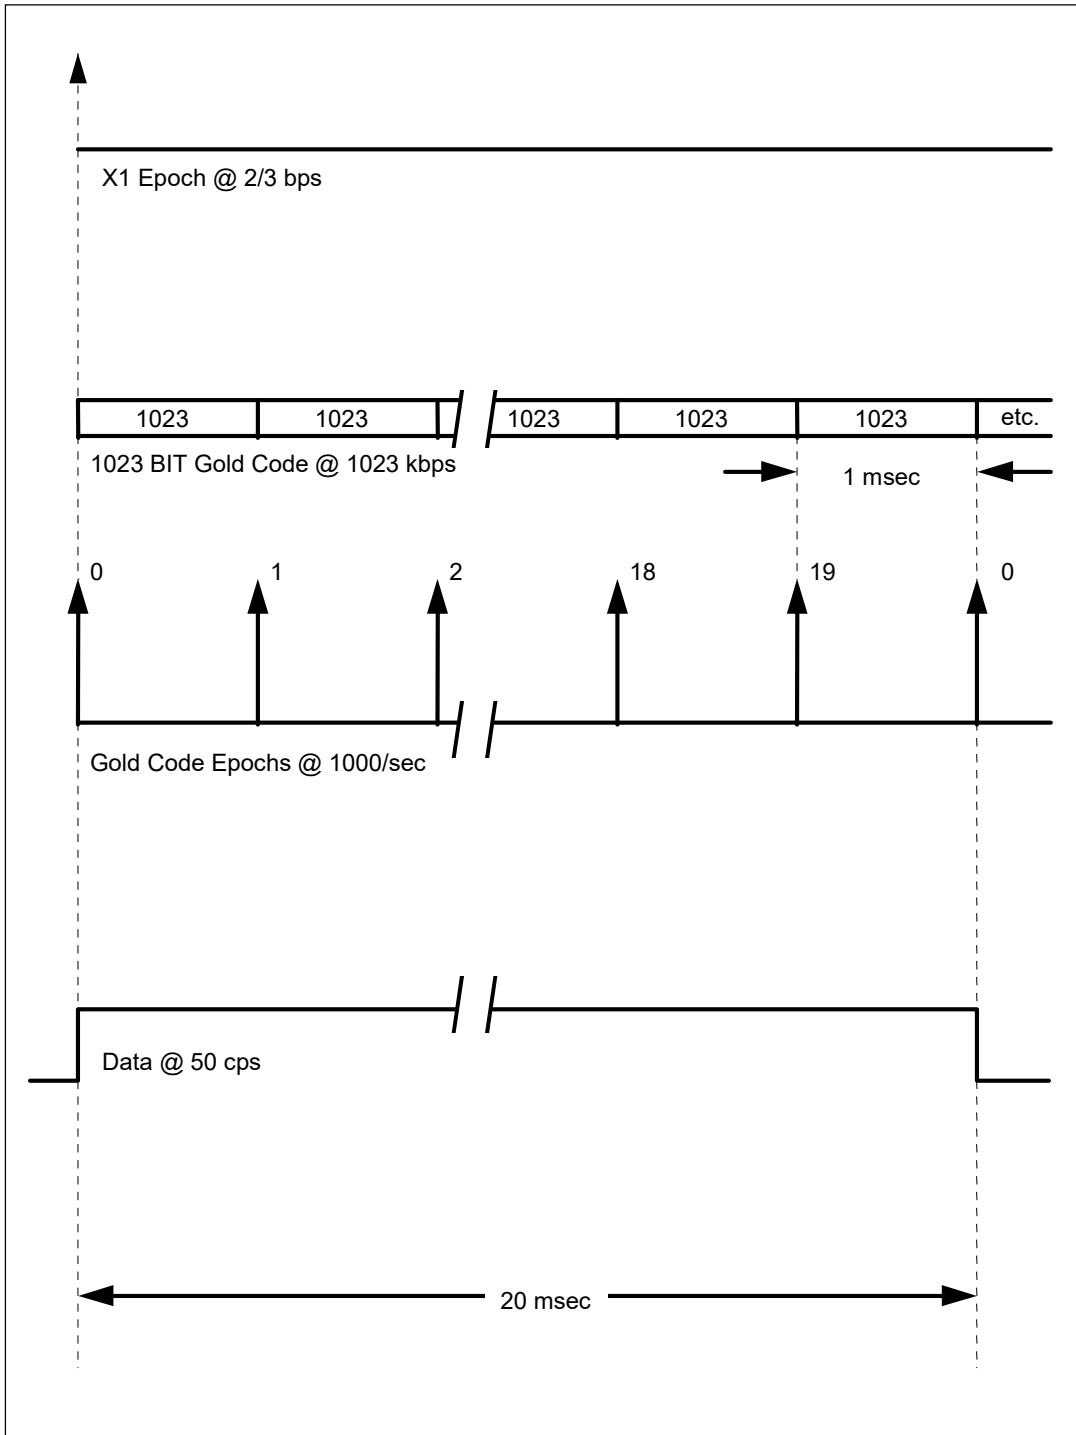 X1 Epoch @ 2/3 bps
1023 1023 1023 1023 1023 etc.
1023 BIT Gold Code @ 1023 kbps
1 msec
0 1 2 18 19 0
Gold Code Epochs @ 1000/sec
Data @ 50 cps
20 msec